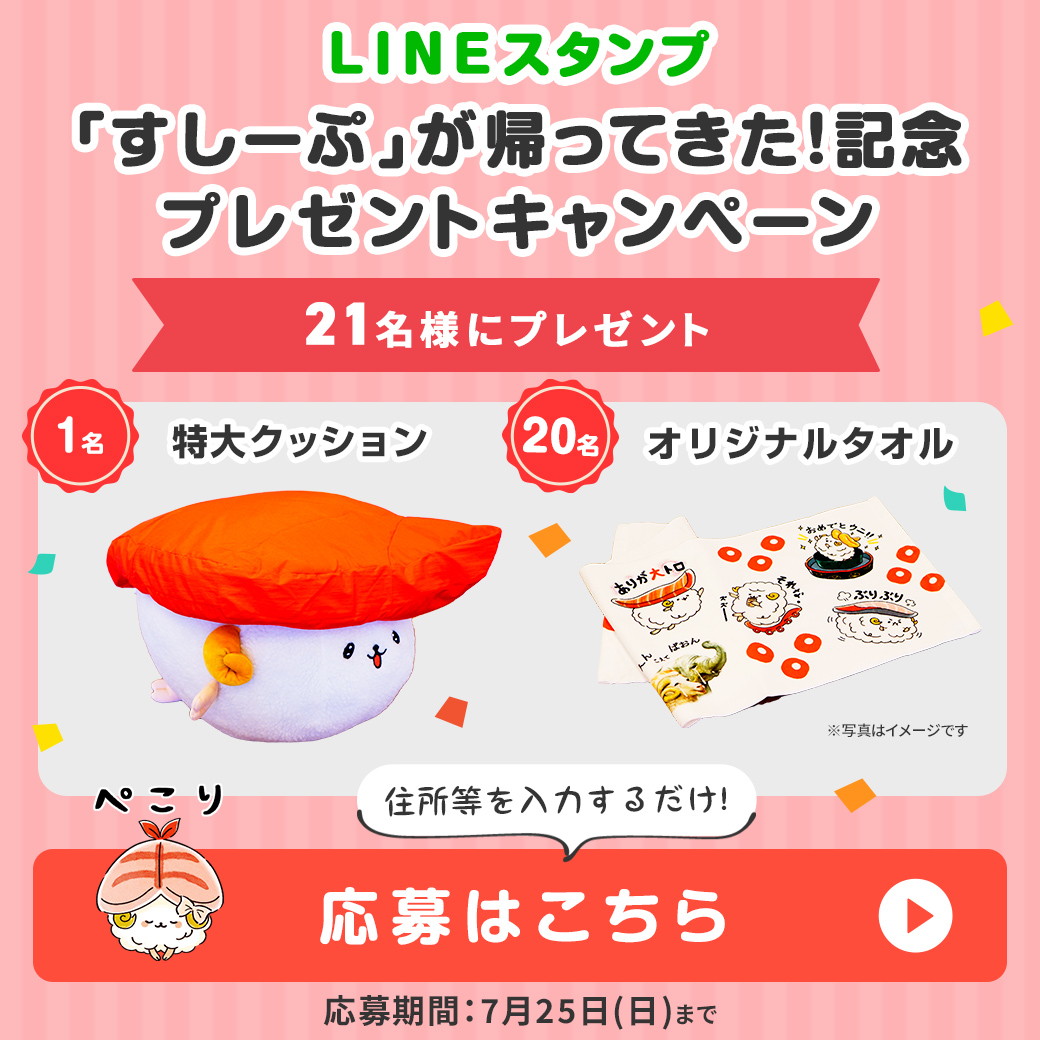 LINEスタンプ
「すしーぷ」が帰ってきた!記念
プレゼントキャンペーン
21名様にプレゼント
1名
特大クッション
20名
オリジナルタオル
おめでとウニ!!
ありが大トロ
それな。
ぷりぷり
ぱおん
こえて
※写真はイメージです
ぺこり
住所等を入力するだけ!
応募はこちら
応募期間:7月25日(日)まで